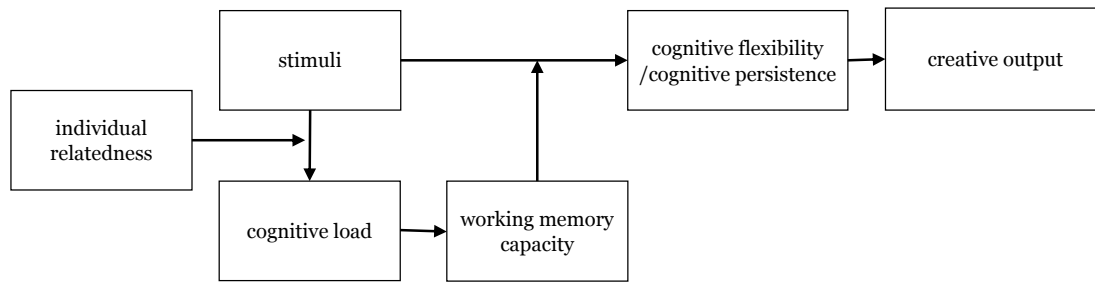 stimuli
cognitive flexibility
/cognitive persistence
creative output
individual
relatedness
cognitive load
working memory
capacity